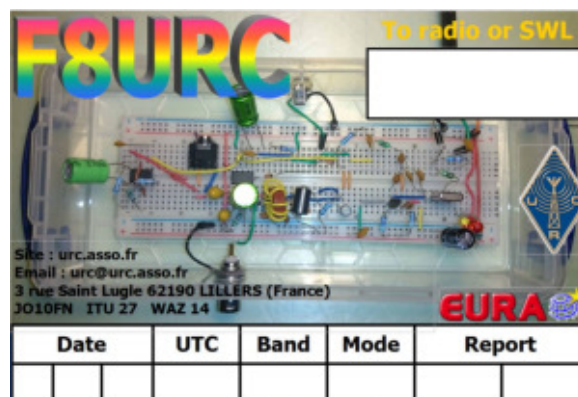 F8URC
To radio or SWL
Site : urc.asso.fr
Email : urc@urc.asso.fr
3 rue Saint Lugle 62190 LILLERS (France)
JO10FN ITU 27 WAZ 14
EURA
Date UTC Band Mode Report